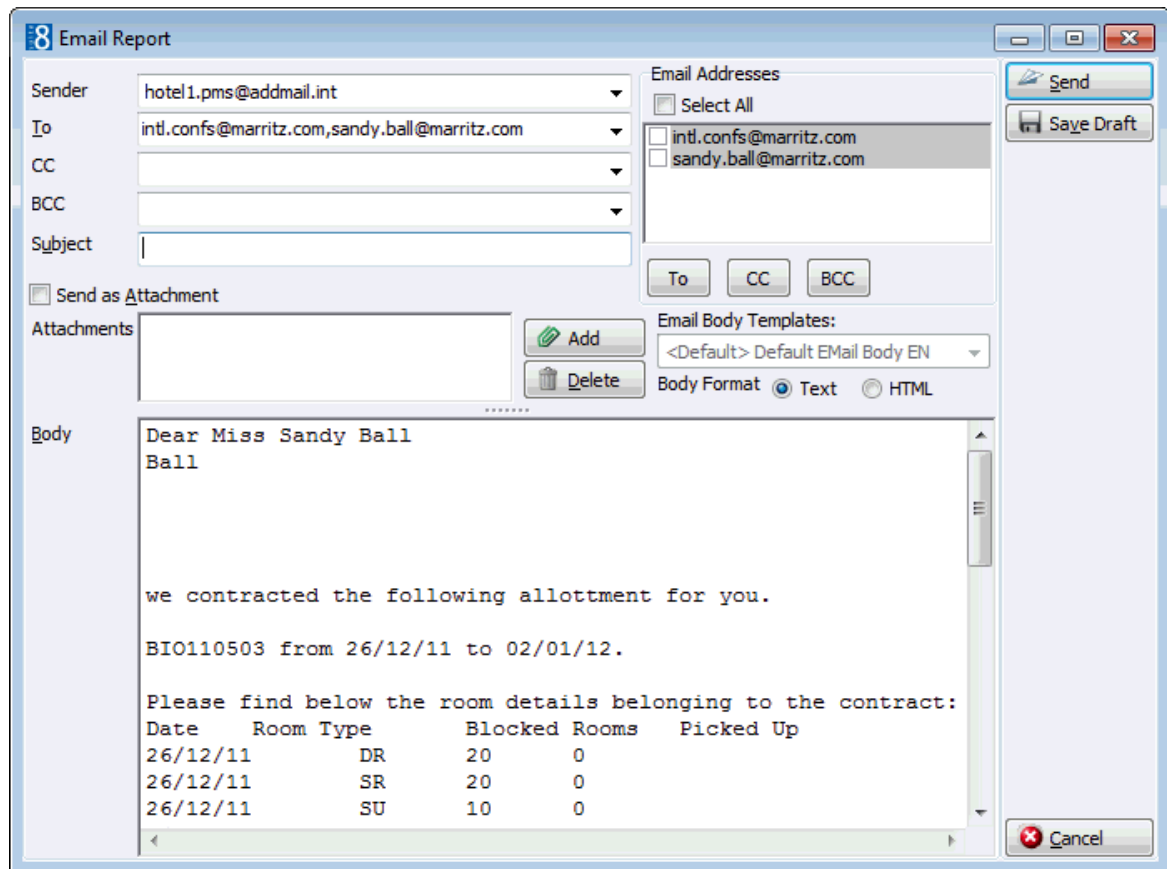 8 Email Report
Sender hotel1.pms@addmail.int
To intl.confs@marritz.com,sandy.ball@marritz.com
CC
BCC
Subject
Email Addresses
Select All
intl.confs@marritz.com
sandy.ball@marritz.com
To CC BCC
Send
Save Draft
Send as Attachment
Attachments
Add
Delete
Email Body Templates:
<Default> Default EMail Body EN
Body Format Text HTML
Body
Dear Miss Sandy Ball
Ball
we contracted the following allottment for you.
BIO110503 from 26/12/11 to 02/01/12.
Please find below the room details belonging to the contract:
Date Room Type Blocked Rooms Picked Up
26/12/11 DR 20 0
26/12/11 SR 20 0
26/12/11 SU 10 0
Cancel